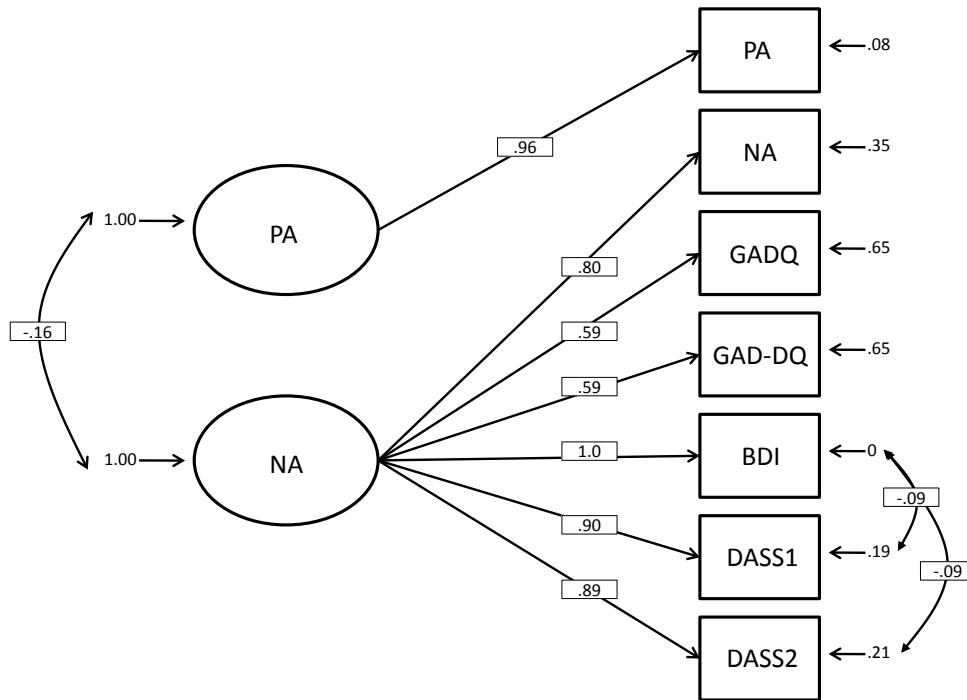 PA
.08
.96
NA
.35
1.00
PA
GADQ
.65
.80
-.16
.59
GAD-DQ
.65
.59
1.00
NA
1.0
BDI
0
-.09
.90
DASS1
.19
-.09
.89
DASS2
.21